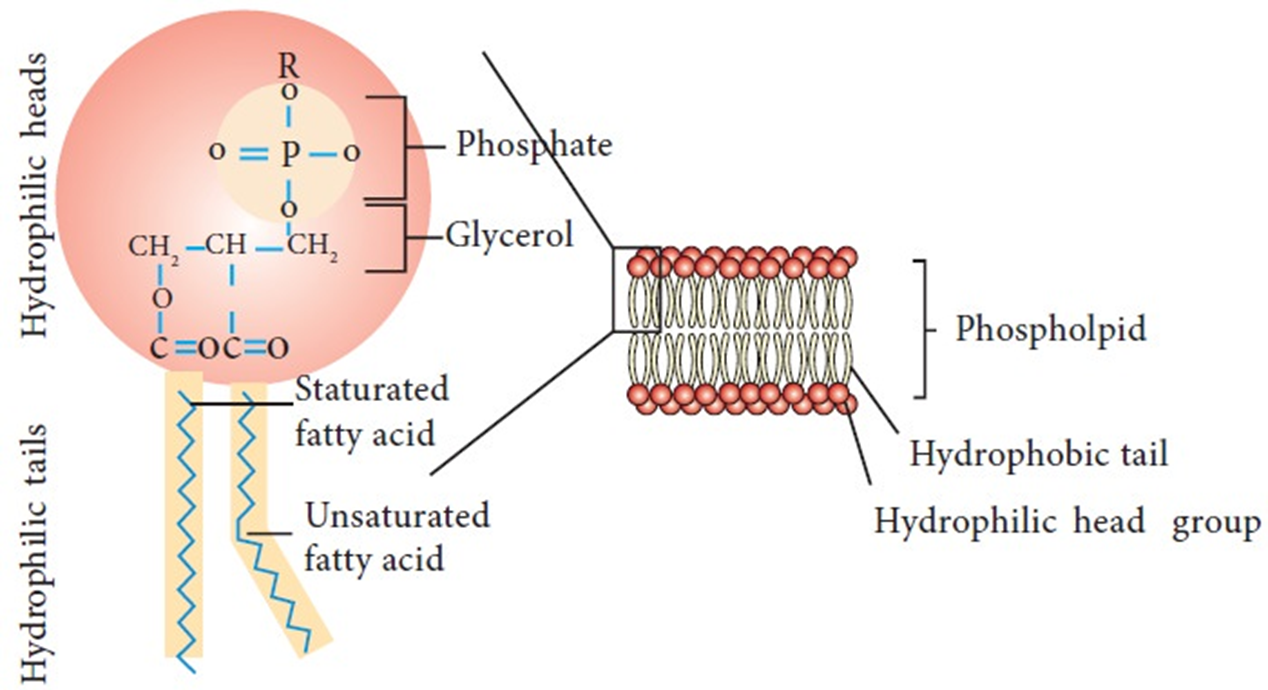 Hydrophilic heads
R
o
o = P – o
o
CH₂ – CH – CH₂
O
C=OC=O
Phosphate
Glycerol
Staturated
fatty acid
Unsaturated
fatty acid
Hydrophilic tails
Phospholpid
Hydrophobic tail
Hydrophilic head group